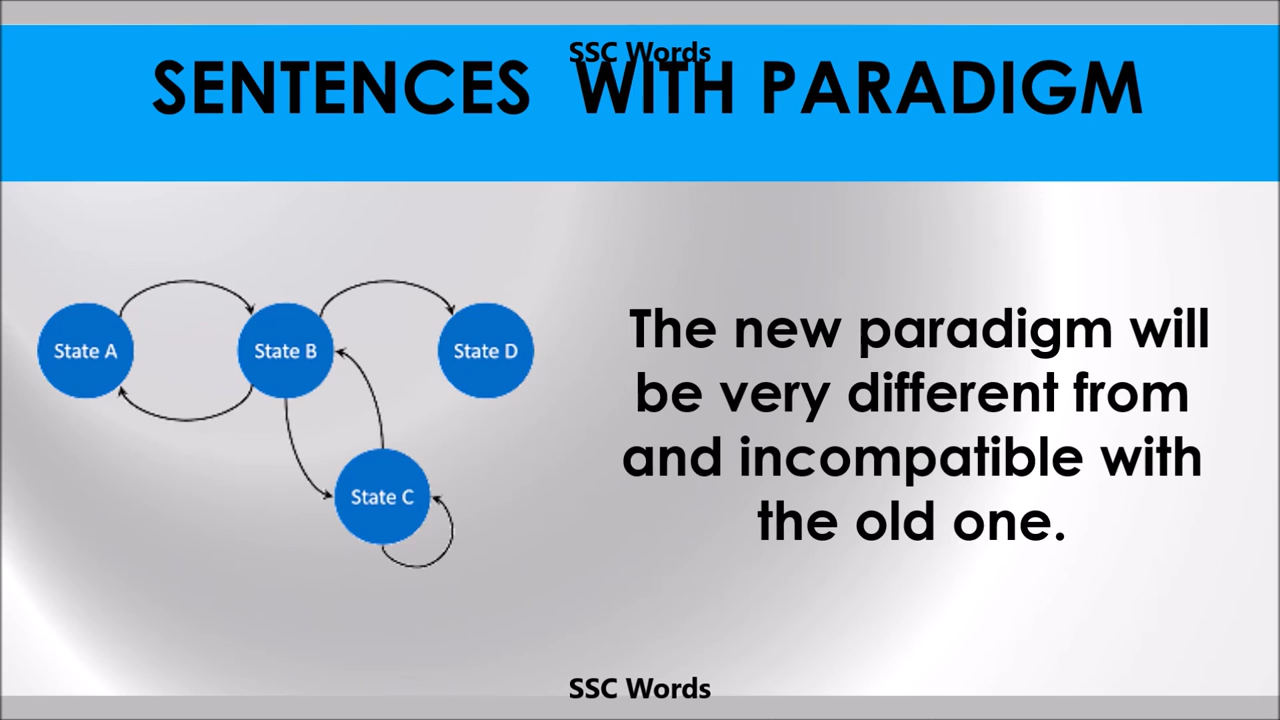 SSC Words
SENTENCES WITH PARADIGM
State A
State B
State D
State C
The new paradigm will
be very different from
and incompatible with
the old one.
SSC Words